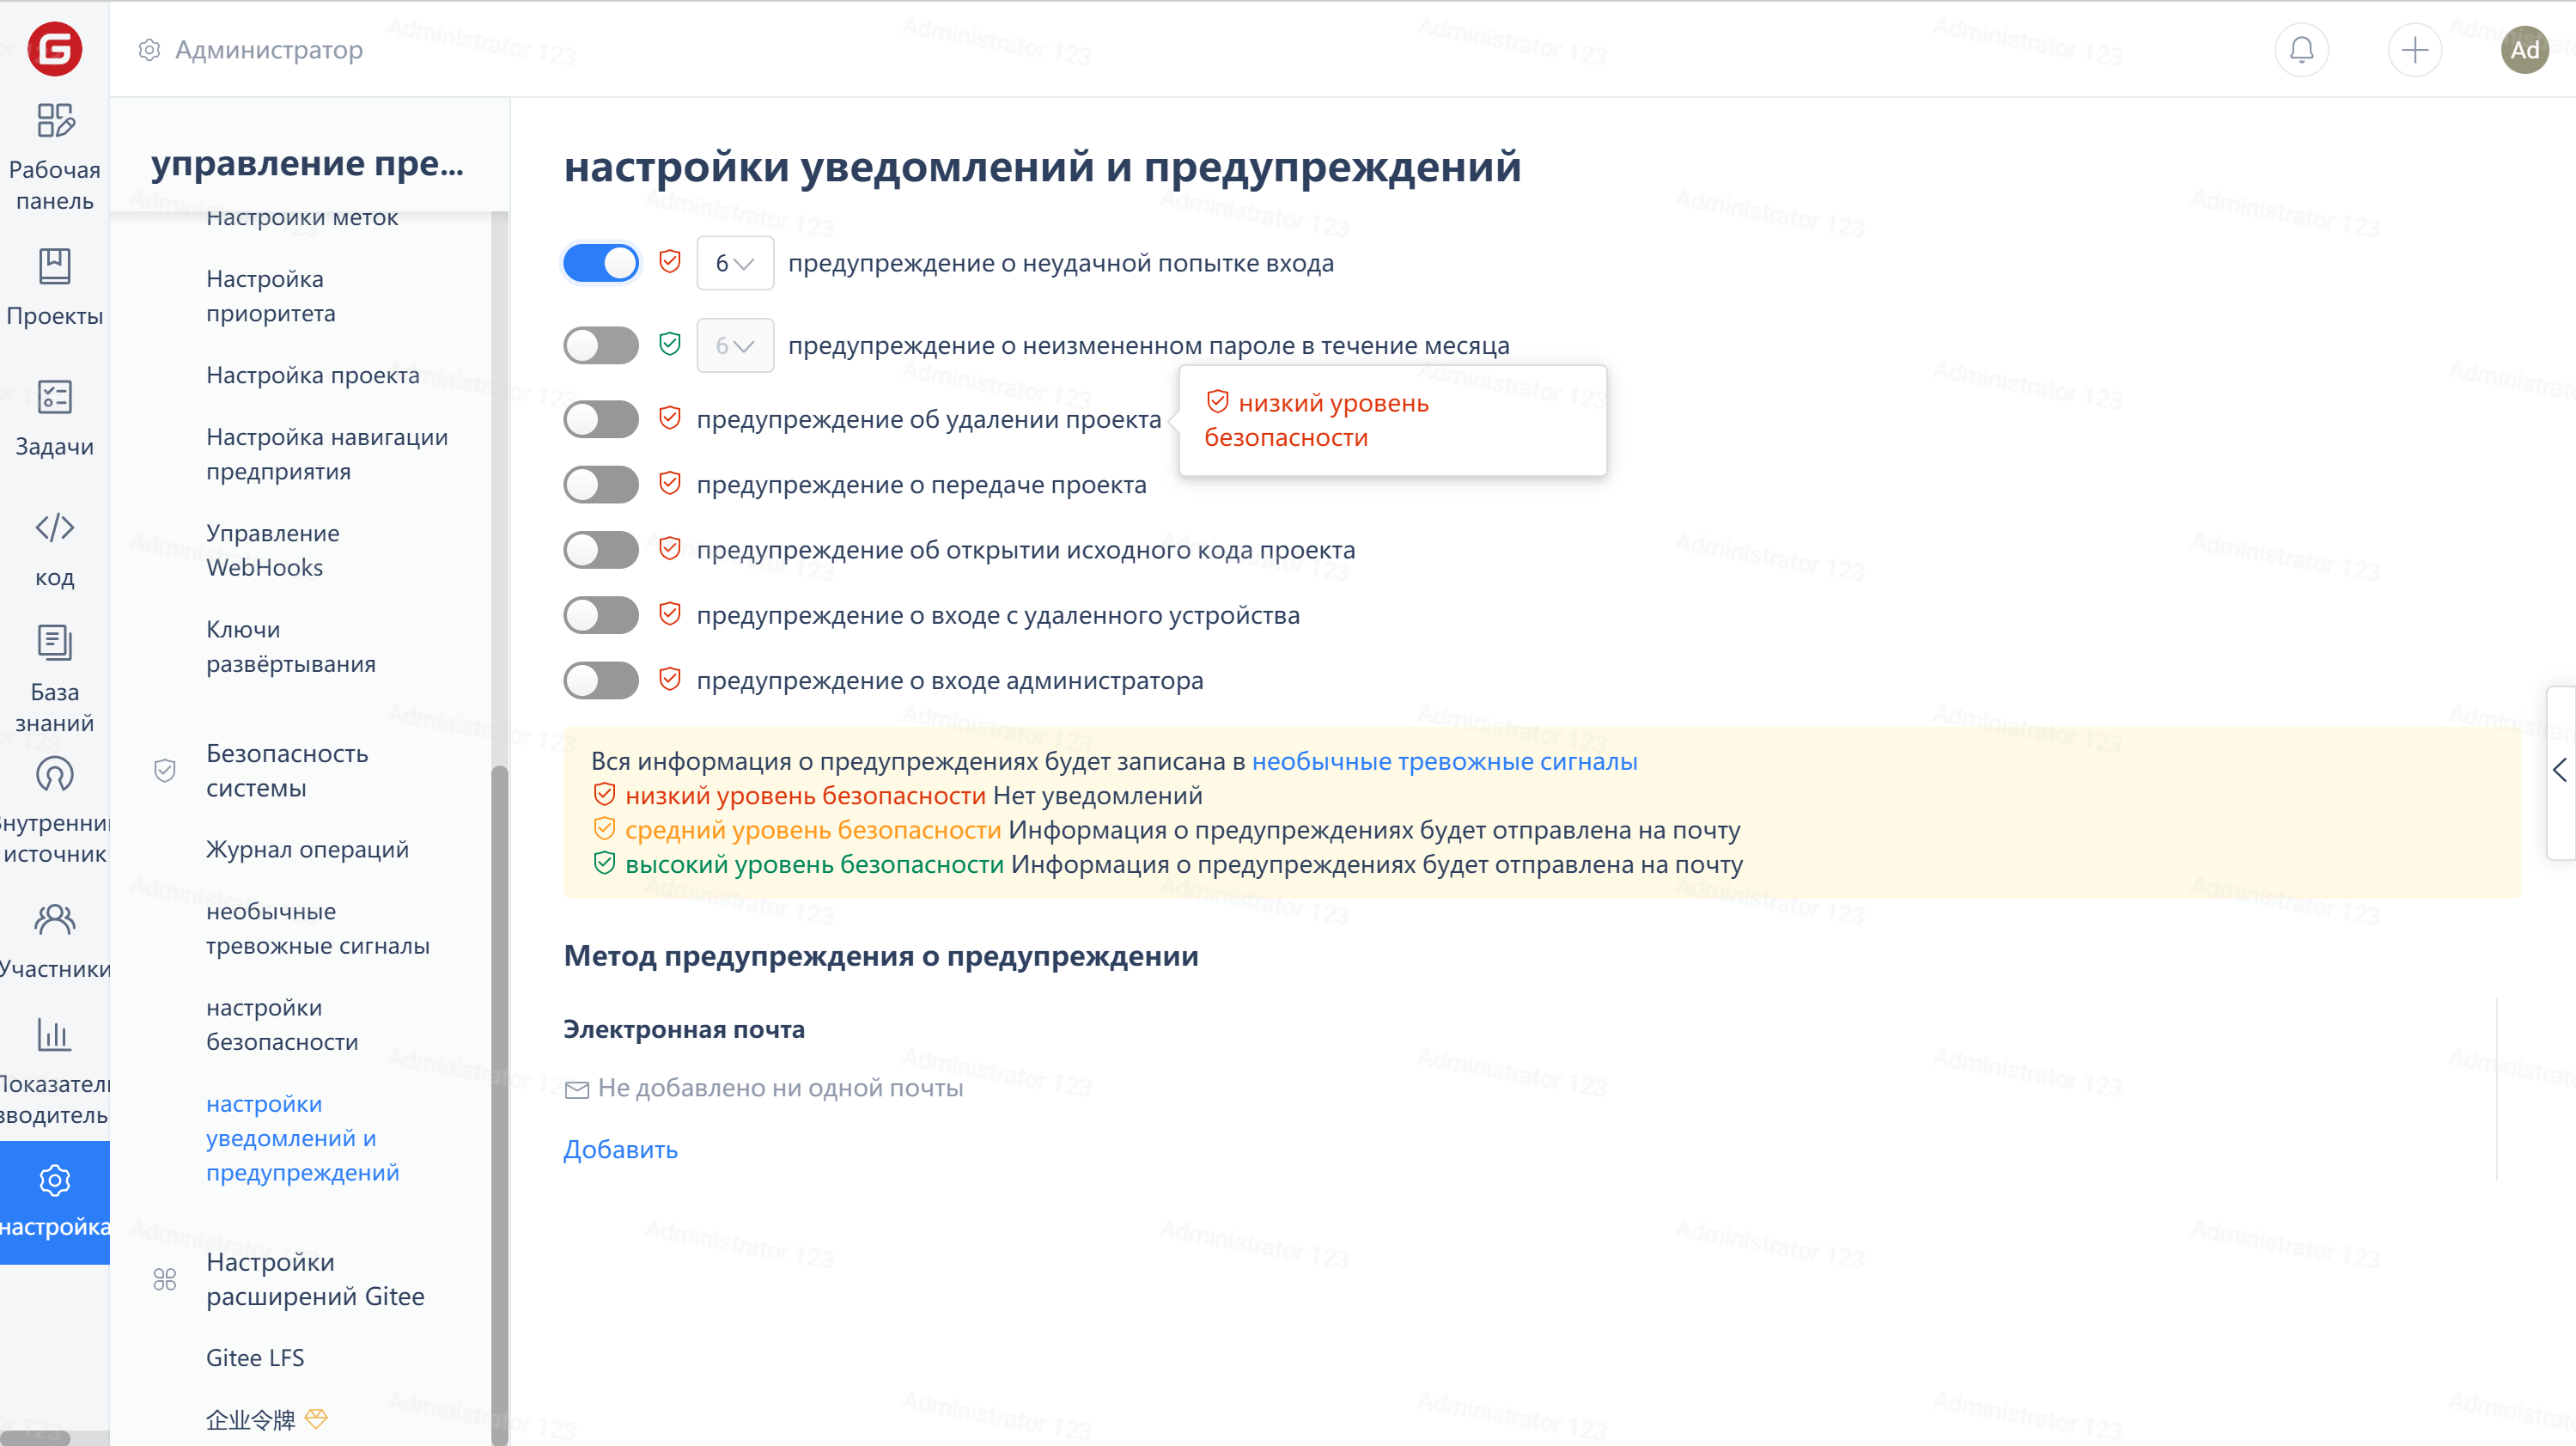 Администратор
Ad
Рабочая
панель
Проекты
Задачи
код
База
знаний
источник
Участники
настройка
управление пре...
Настройки меток
Настройка
приоритета
Настройка проекта
Настройка навигации
предприятия
Управление
WebHooks
Ключи
развёртывания
Безопасность
системы
Журнал операций
необычные
тревожные сигналы
настройки
безопасности
настройки
уведомлений и
предупреждений
Настройки
расширений Gitee
Gitee LFS
企业令牌
настройки уведомлений и предупреждений
6 предупреждение о неудачной попытке входа
6 предупреждение о неизмененном пароле в течение месяца
предупреждение об удалении проекта
низкий уровень
безопасности
предупреждение о передаче проекта
предупреждение об открытии исходного кода проекта
предупреждение о входе с удаленного устройства
предупреждение о входе администратора
Вся информация о предупреждениях будет записана в необычные тревожные сигналы
низкий уровень безопасности Нет уведомлений
средний уровень безопасности Информация о предупреждениях будет отправлена на почту
высокий уровень безопасности Информация о предупреждениях будет отправлена на почту
Метод предупреждения о предупреждении
Электронная почта
Не добавлено ни одной почты
Добавить
Administrator 123